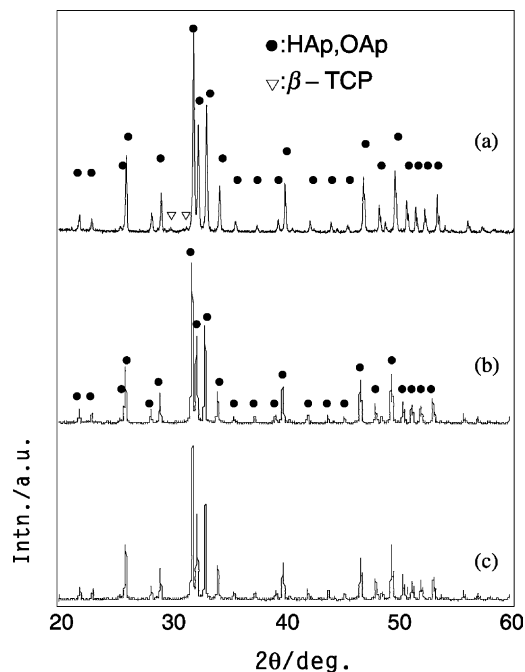 ●:HAp,OAp
▽:β– TCP
(a)
(b)
(c)
Intn./a.u.
20 30 40 50 60
2θ/deg.